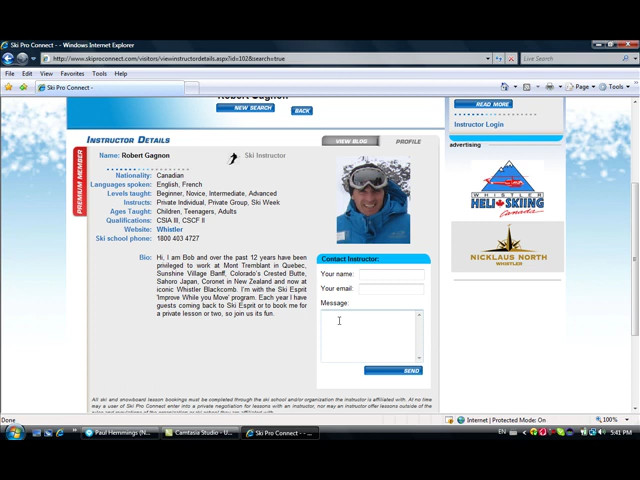 Ski Pro Connect - - Windows Internet Explorer
http://www.skiproconnect.com/visitors/viewinstructordetails.aspx?id=102&search=true
Live Search
File Edit View Favorites Tools Help
Ski Pro Connect -
Page Tools
Robert Gagnon
NEW SEARCH
BACK
READ MORE
Instructor Login
advertising
INSTRUCTOR DETAILS
VIEW BLOG
PROFILE
PREMIUM MEMBER
Name: Robert Gagnon
Ski Instructor
Nationality: Canadian
Languages spoken: English, French
Levels taught: Beginner, Novice, Intermediate, Advanced
Instructs: Private Individual, Private Group, Ski Week
Ages Taught: Children, Teenagers, Adults
Qualifications: CSIA III, CSCF II
Website: Whistler
Ski school phone: 1800 403 4727
Bio: Hi, I am Bob and over the past 12 years have been
privileged to work at Mont Tremblant in Quebec,
Sunshine Village Banff, Colorado's Crested Butte,
Sahoro Japan, Coronet in New Zealand and now at
iconic Whistler Blackcomb. I'm with the Ski Esprit
'Improve While you Move' program. Each year I have
guests coming back to Ski Esprit or to book me for
a private lesson or two, so join us its fun.
Contact Instructor:
Your name:
Your email:
Message:
SEND
WHISTLER
HELI SKIING
Canada
NICKLAUS NORTH
WHISTLER
All ski and snowboard lesson bookings must be completed through the ski school and/or organization the instructor is affiliated with. At no time
may a user of Ski Pro Connect enter into a private negotiation for lessons with an instructor, nor may an instructor offer lessons outside of the
Done
Internet | Protected Mode: On
100%
Paul Hemmings (N...
Camtasia Studio - U...
Ski Pro Connect - - ...
EN
5:41 PM